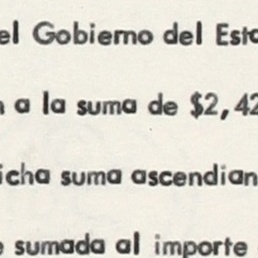 el Gobierno del Esta
a la suma de $2,42
icha suma ascendian
sumada al importe